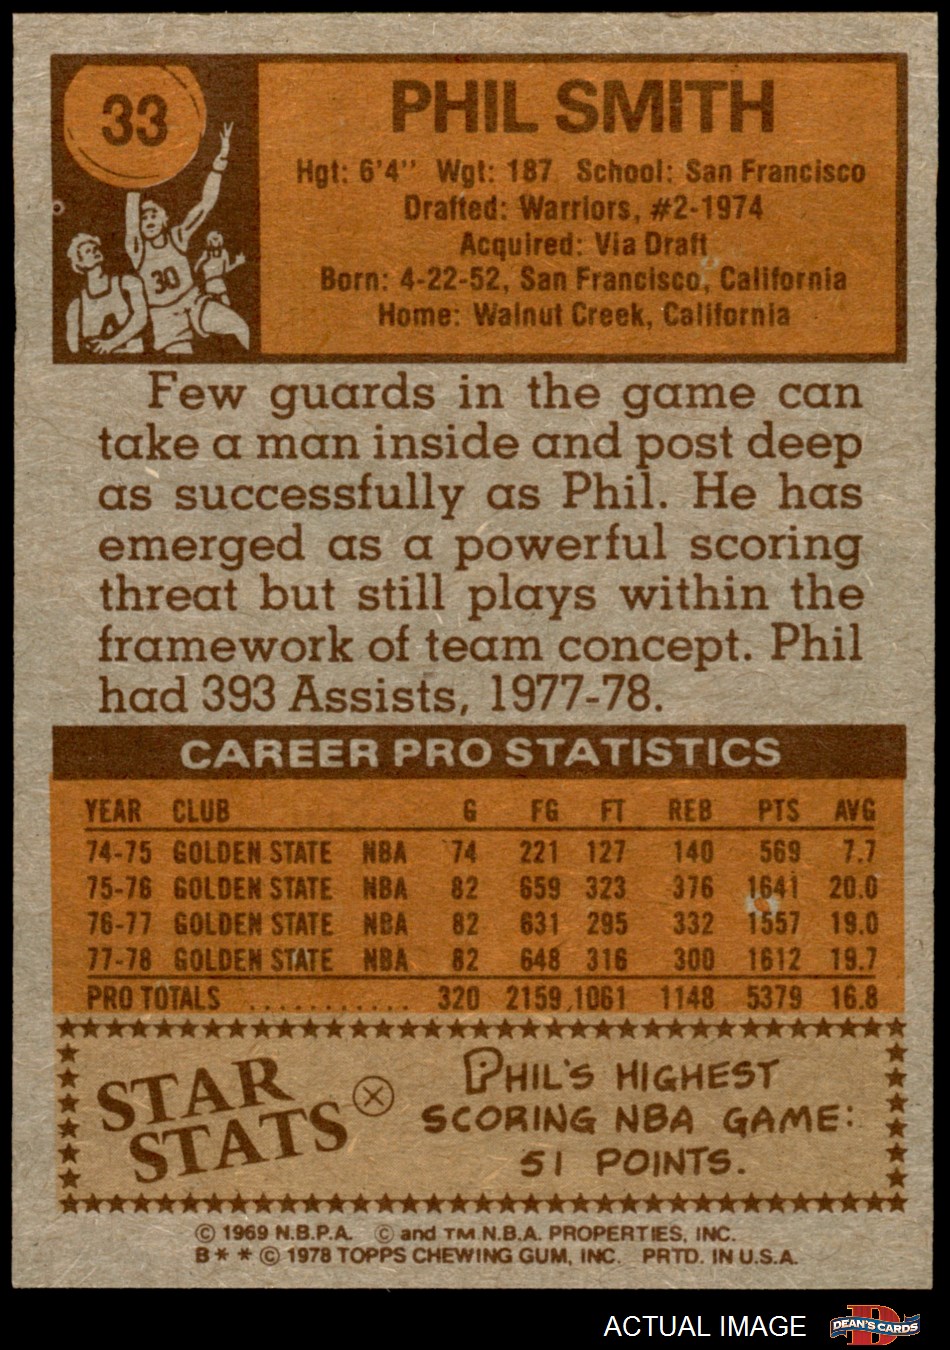 33
PHIL SMITH
Hgt: 6'4" Wgt: 187 School: San Francisco
Drafted: Warriors, #2-1974
Acquired: Via Draft
Born: 4-22-52, San Francisco, California
Home: Walnut Creek, California
30
Few guards in the game can
take a man inside and post deep
as successfully as Phil. He has
emerged as a powerful scoring
threat but still plays within the
framework of team concept. Phil
had 393 Assists, 1977-78.
CAREER PRO STATISTICS
YEAR CLUB G FG FT REB PTS AVG
74-75 GOLDEN STATE NBA 74 221 127 140 569 7.7
75-76 GOLDEN STATE NBA 82 659 323 376 1641 20.0
76-77 GOLDEN STATE NBA 82 631 295 332 1557 19.0
77-78 GOLDEN STATE NBA 82 648 316 300 1612 19.7
PRO TOTALS ........... 320 2159 1061 1148 5379 16.8
STAR
STATS
PHIL'S HIGHEST
SCORING NBA GAME:
51 POINTS.
© 1969 N.B.P.A. © and TM N.B.A. PROPERTIES, INC.
B * * © 1978 TOPPS CHEWING GUM, INC. PRTD. IN U.S.A.
ACTUAL IMAGE
D
DEAN'S CARDS